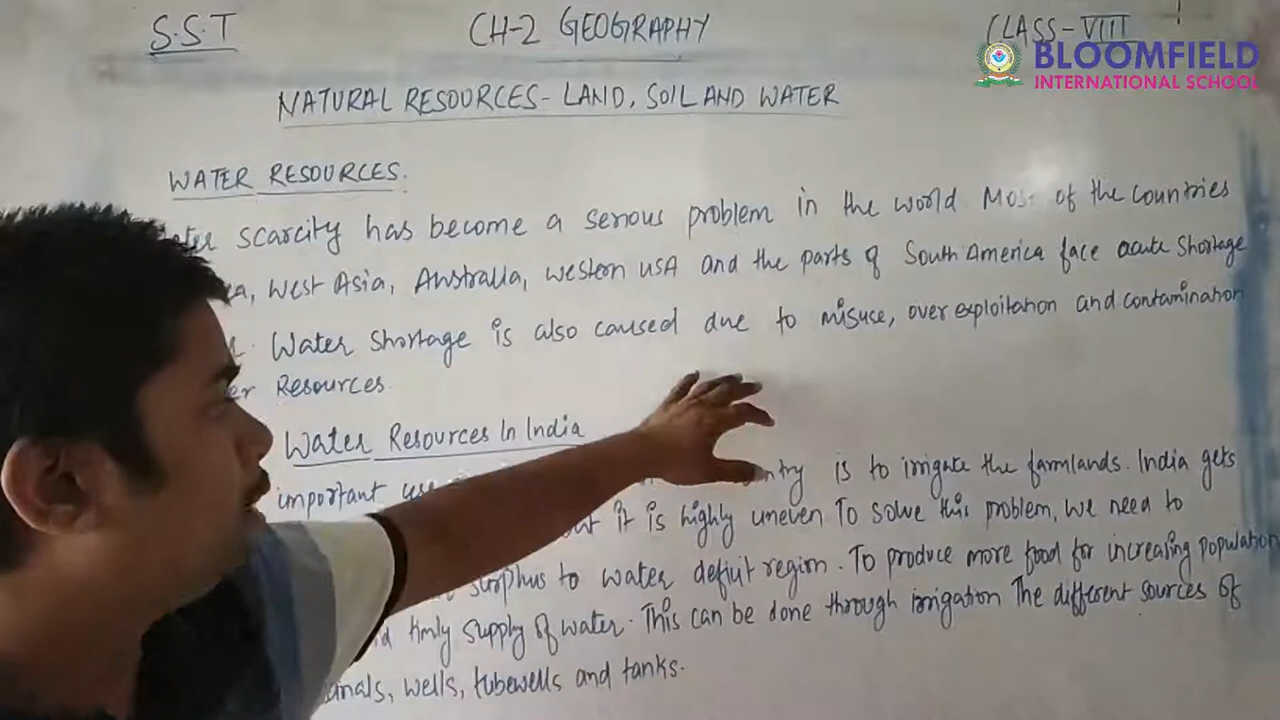 S.S.T
CH-2 GEOGRAPHY
CLASS-VIII
BLOOMFIELD
INTERNATIONAL SCHOOL
NATURAL RESOURCES - LAND, SOIL AND WATER
WATER RESOURCES.
scarcity has become a serious problem in the world Most of the countries
West Asia, Australia, western USA and the parts of South America face acute shortage
Water shortage is also caused due to misuse, over exploitation and contamination
Resources.
Water Resources In India
important is to irrigate the farmlands. India gets
it is highly uneven To solve this problem, we need to
surplus to water deficit region. To produce more food for increasing population
timly supply of water. This can be done through irrigation The different sources of
wells, tubewells and tanks.